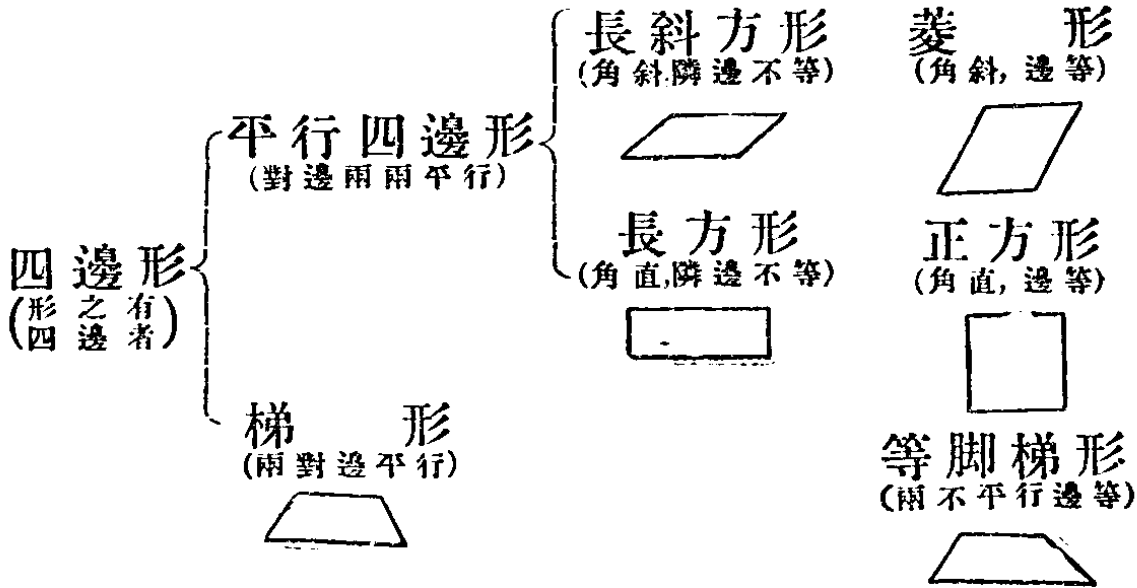 四邊形
(形之有
四邊者)
平行四邊形
(對邊兩兩平行)
長斜方形
(角斜,隣邊不等)
菱形
(角斜,邊等)
長方形
(角直,隣邊不等)
正方形
(角直,邊等)
梯形
(兩對邊平行)
等脚梯形
(兩不平行邊等)